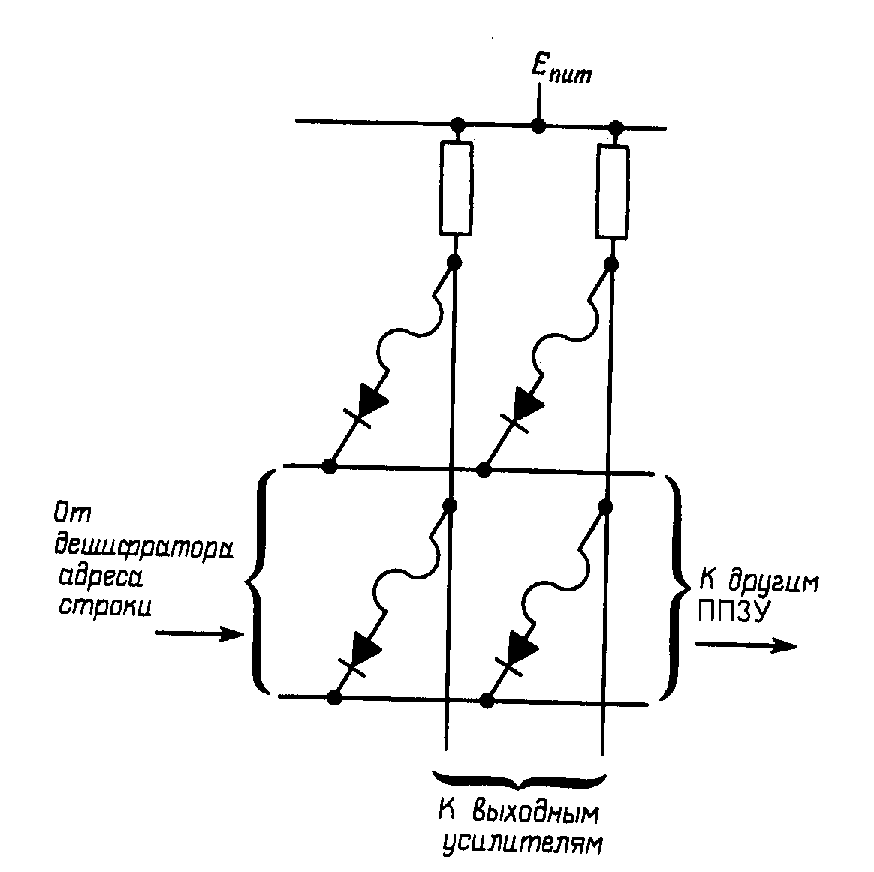 Eпит
От
дешифратора
адреса
строки
К другим
ППЗУ
К выходным
усилителям